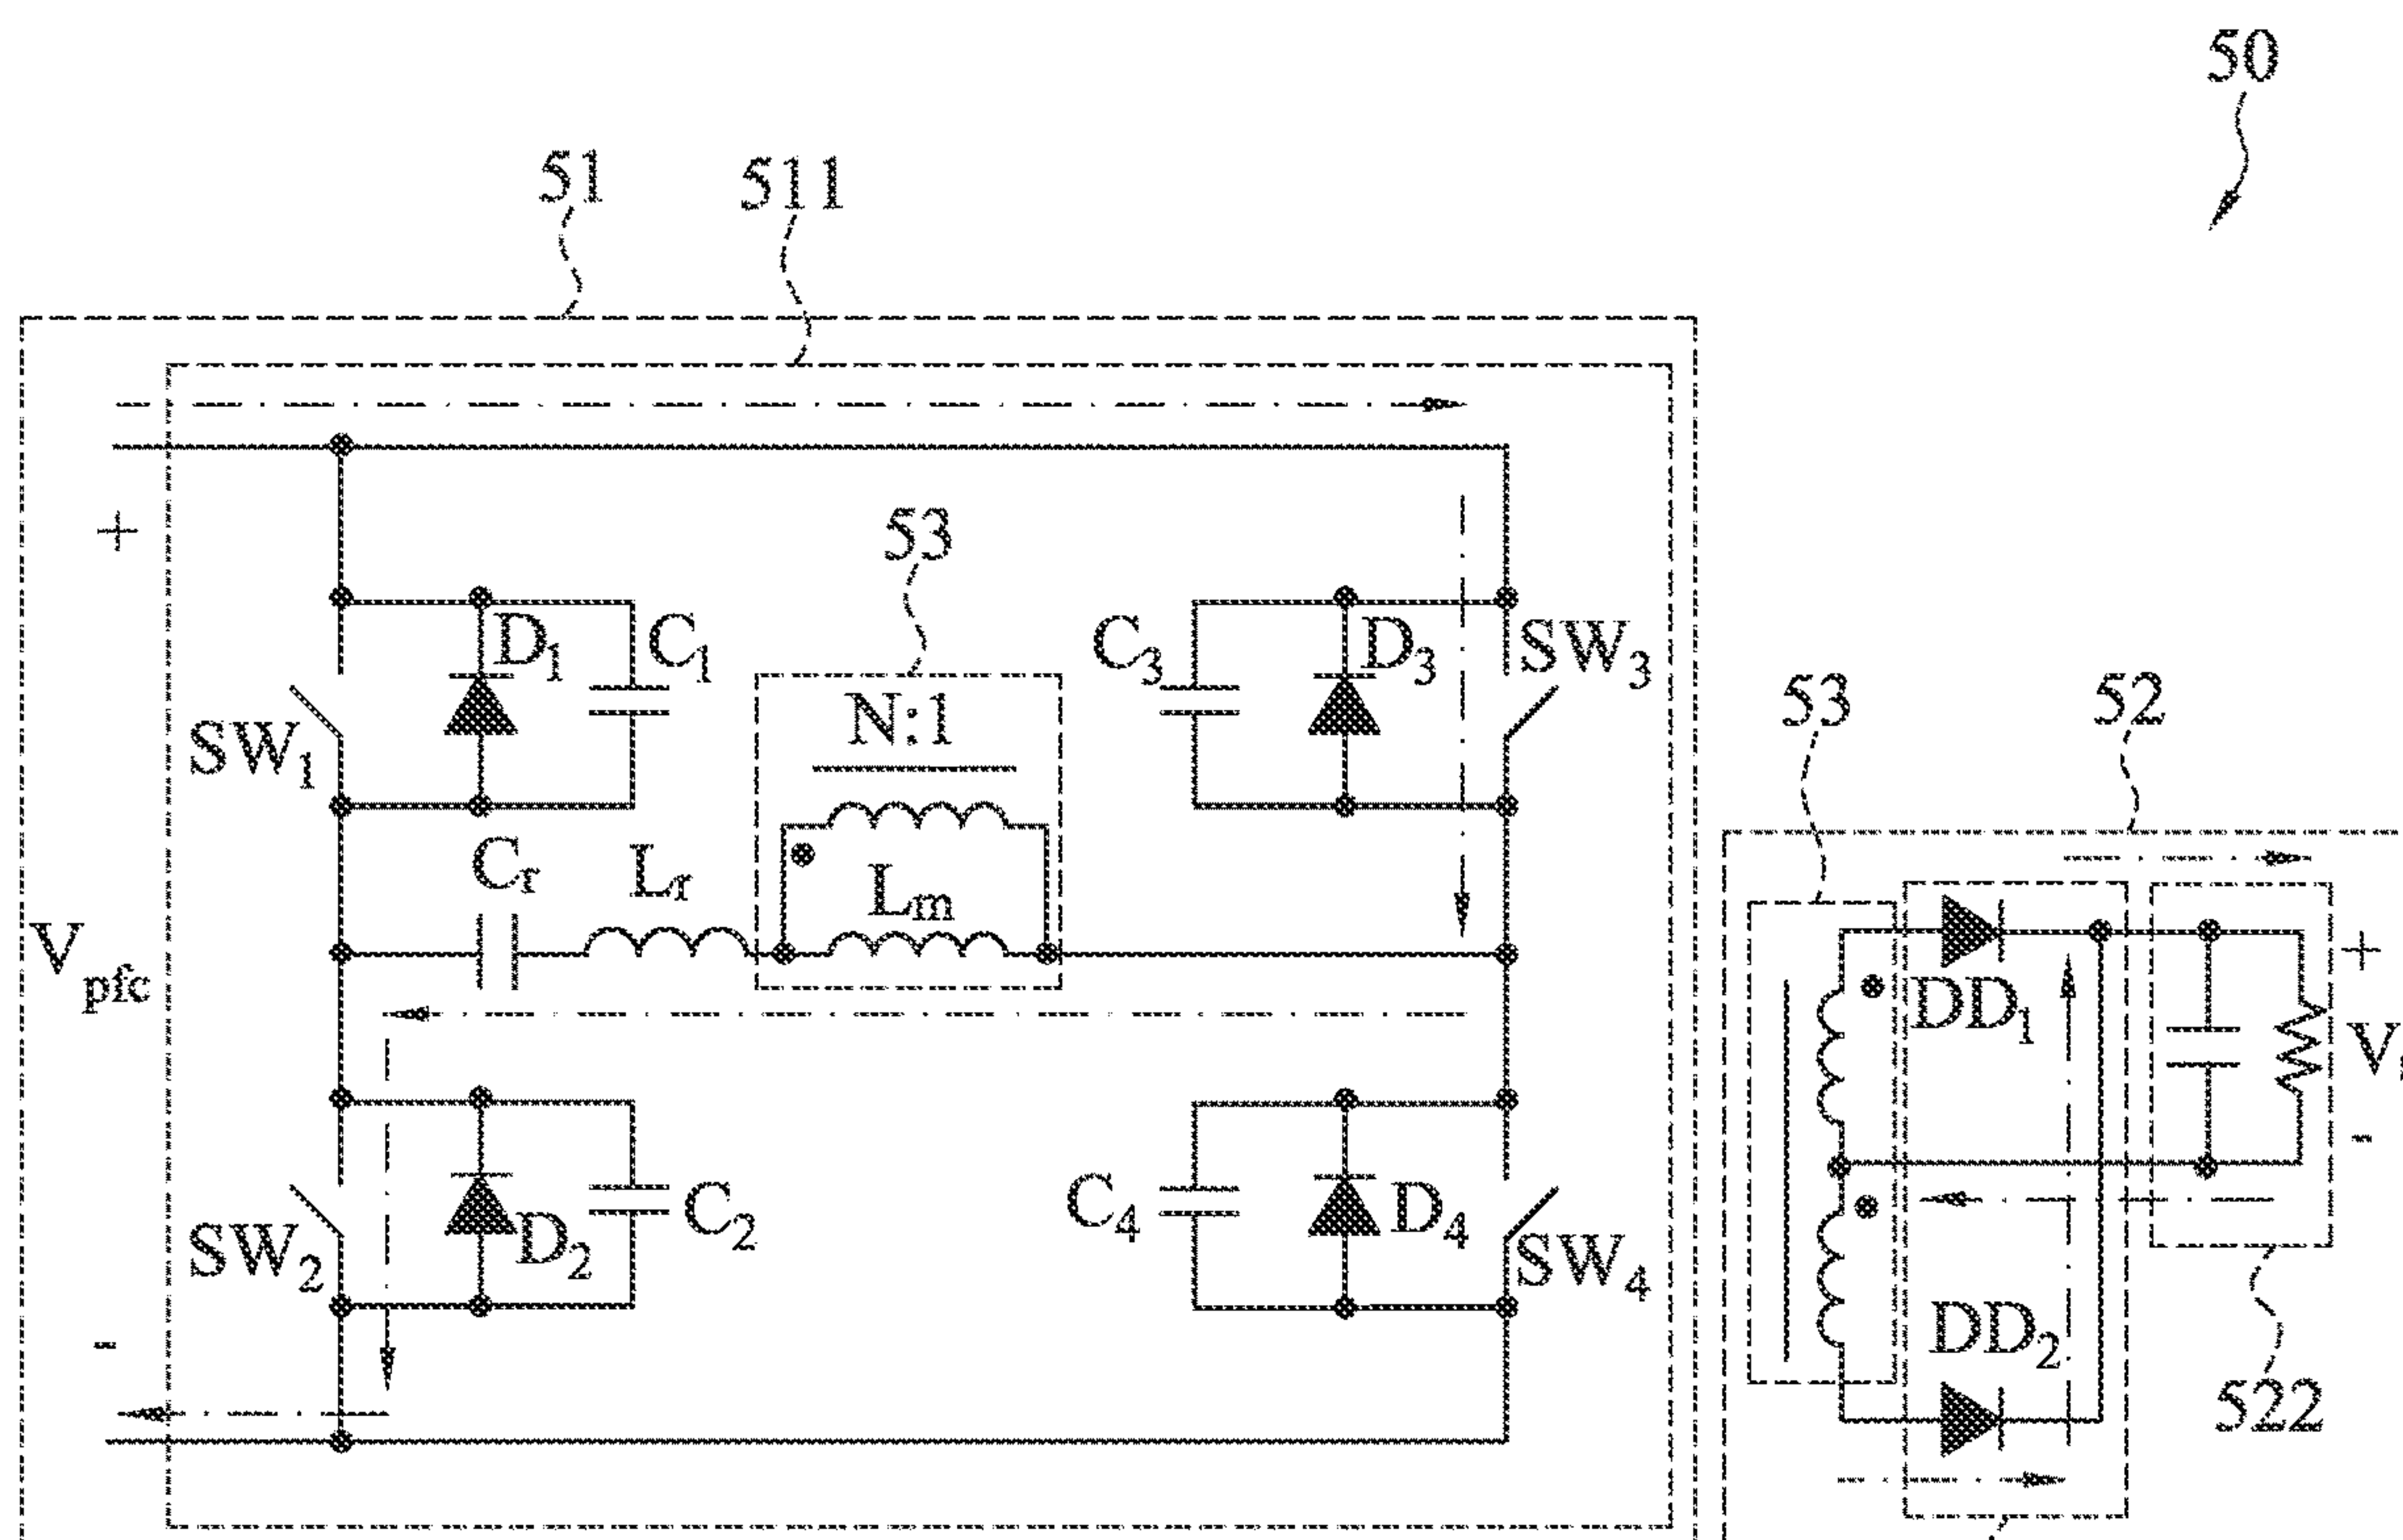 50
51
511
+
53
D1
C1
C3
D3
SW3
N:1
SW1
53
52
Cr
Lr
Lm
Vpfc
DD1
+
-
SW2
D2
C2
C4
D4
SW4
DD2
-
522